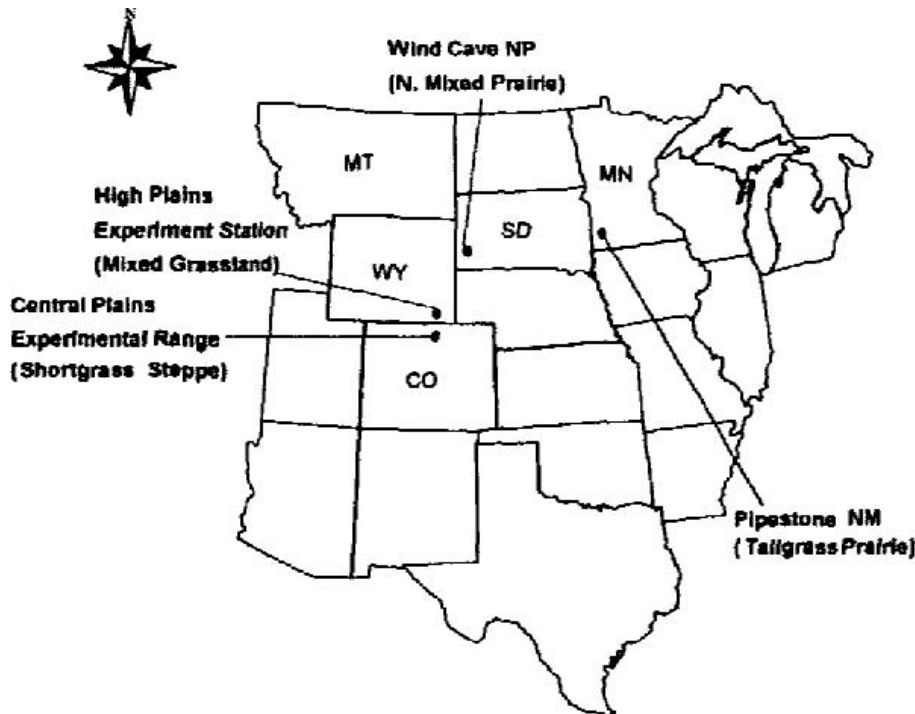 N
Wind Cave NP
(N. Mixed Prairie)
MT
MN
High Plains
Experiment Station
(Mixed Grassland)
SD
WY
Central Plains
Experimental Range
(Shortgrass Steppe)
CO
Pipestone NM
(Tallgrass Prairie)